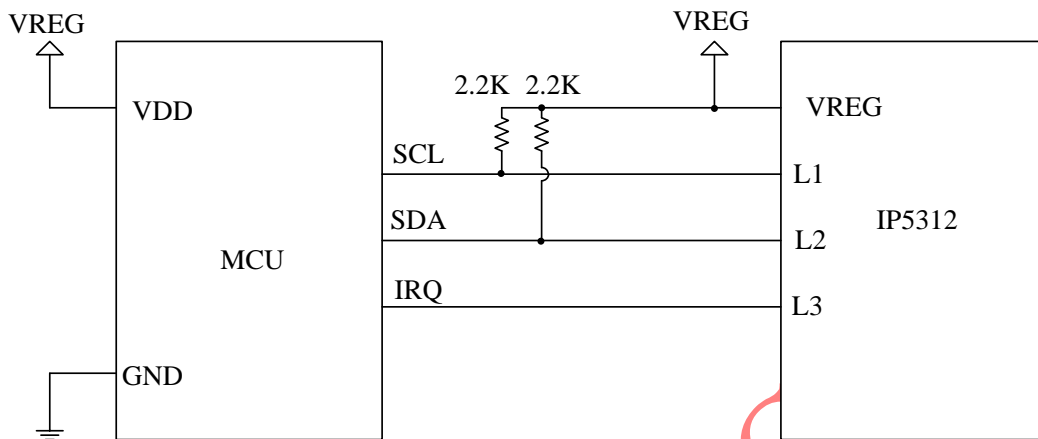 VREG
VREG
2.2K 2.2K
VDD
VREG
SCL
L1
SDA
L2
IP5312
MCU
IRQ
L3
GND